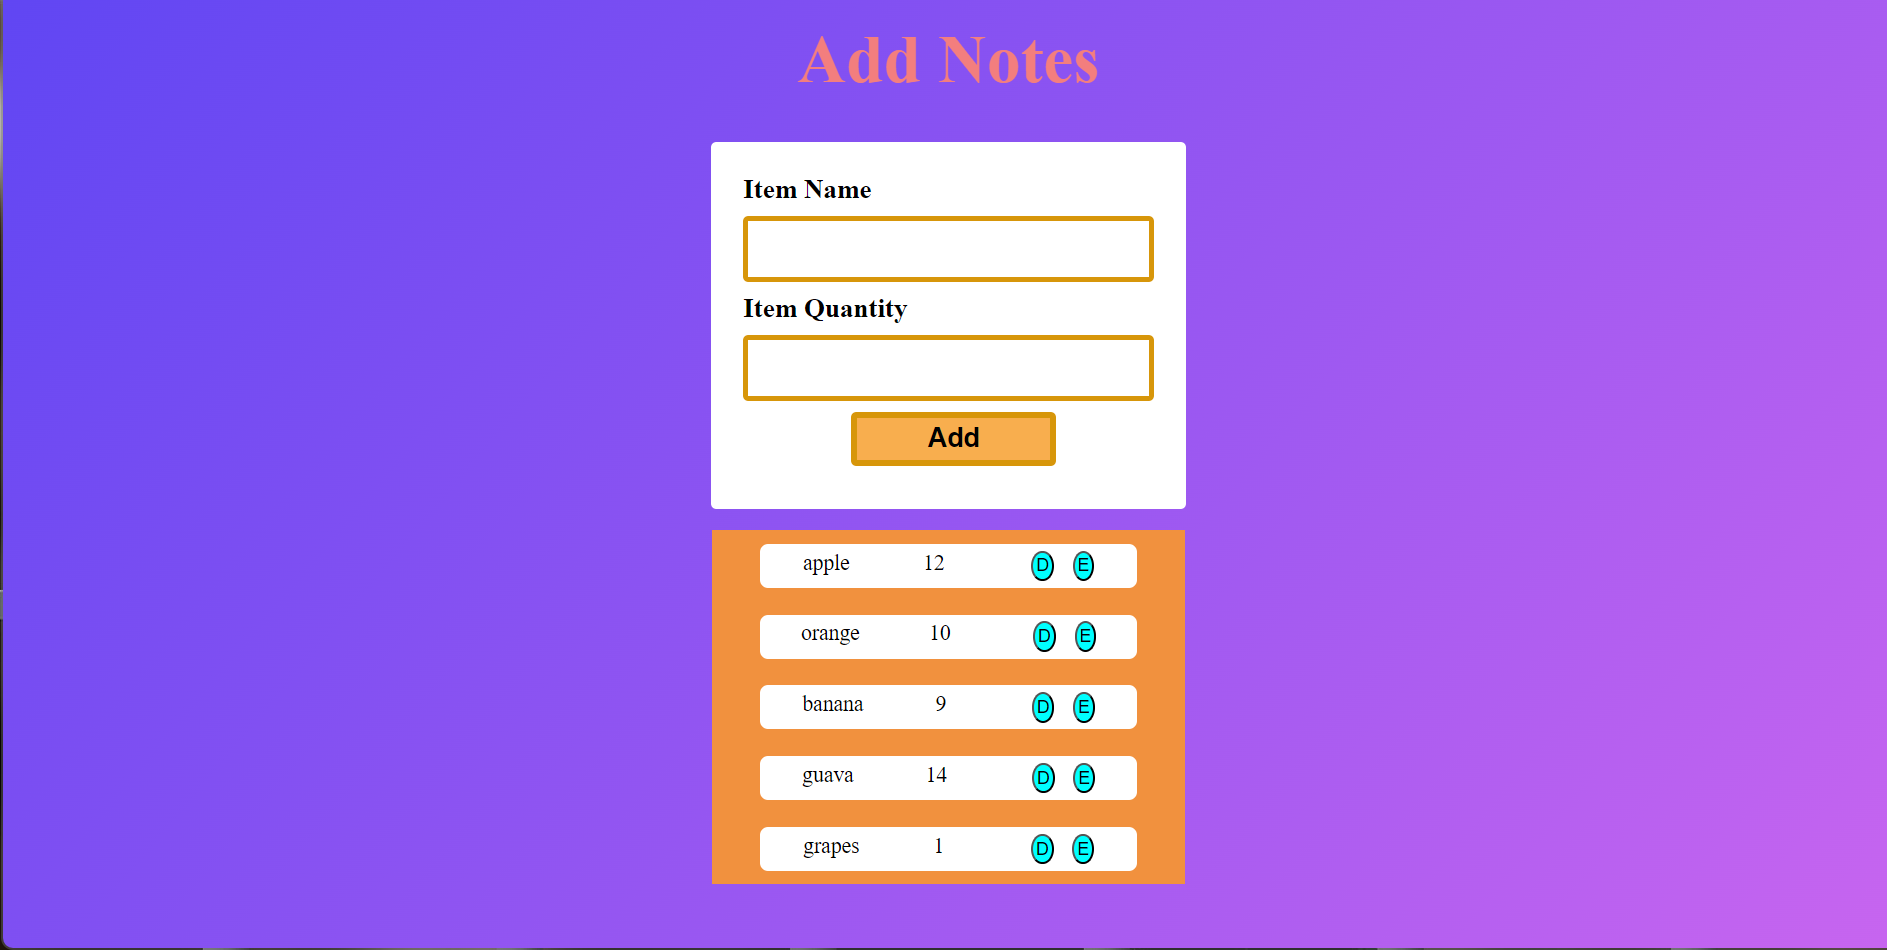 Add Notes
Item Name
Item Quantity
Add
apple 12 D E
orange 10 D E
banana 9 D E
guava 14 D E
grapes 1 D E